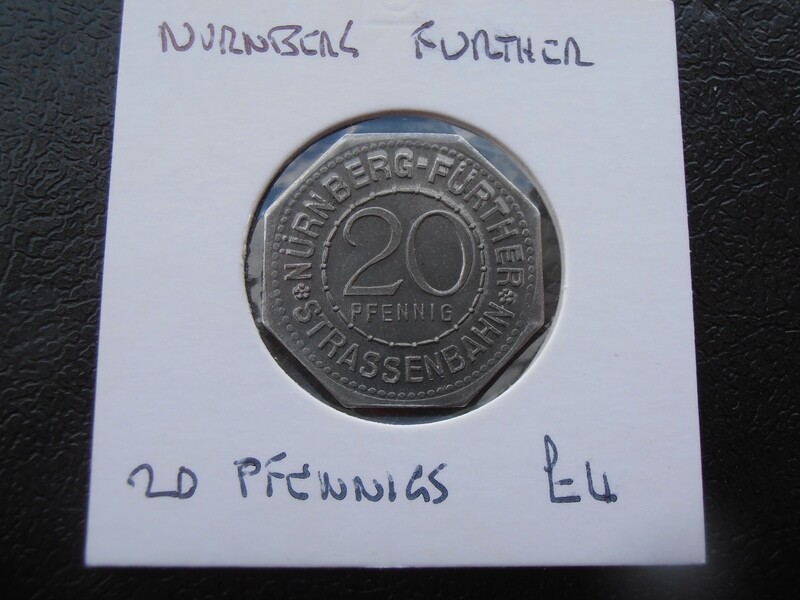 NURNBERG FURTHER
NÜRNBERG-FÜRTHER
20
PFENNIG
STRASSENBAHN
20 PFENNIGS £4